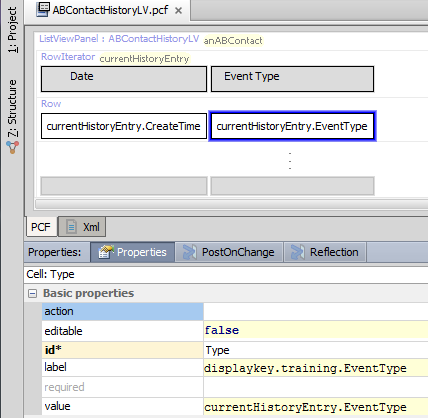 ABContactHistoryLV.pcf ×
1: Project
Z: Structure
ListViewPanel : ABContactHistoryLV anABContact
RowIterator currentHistoryEntry
Date Event Type
Row
currentHistoryEntry.CreateTime currentHistoryEntry.EventType
PCF Xml
Properties: Properties PostOnChange Reflection
Cell: Type
Basic properties
action
editable false
id* Type
label displaykey.training.EventType
required
value currentHistoryEntry.EventType